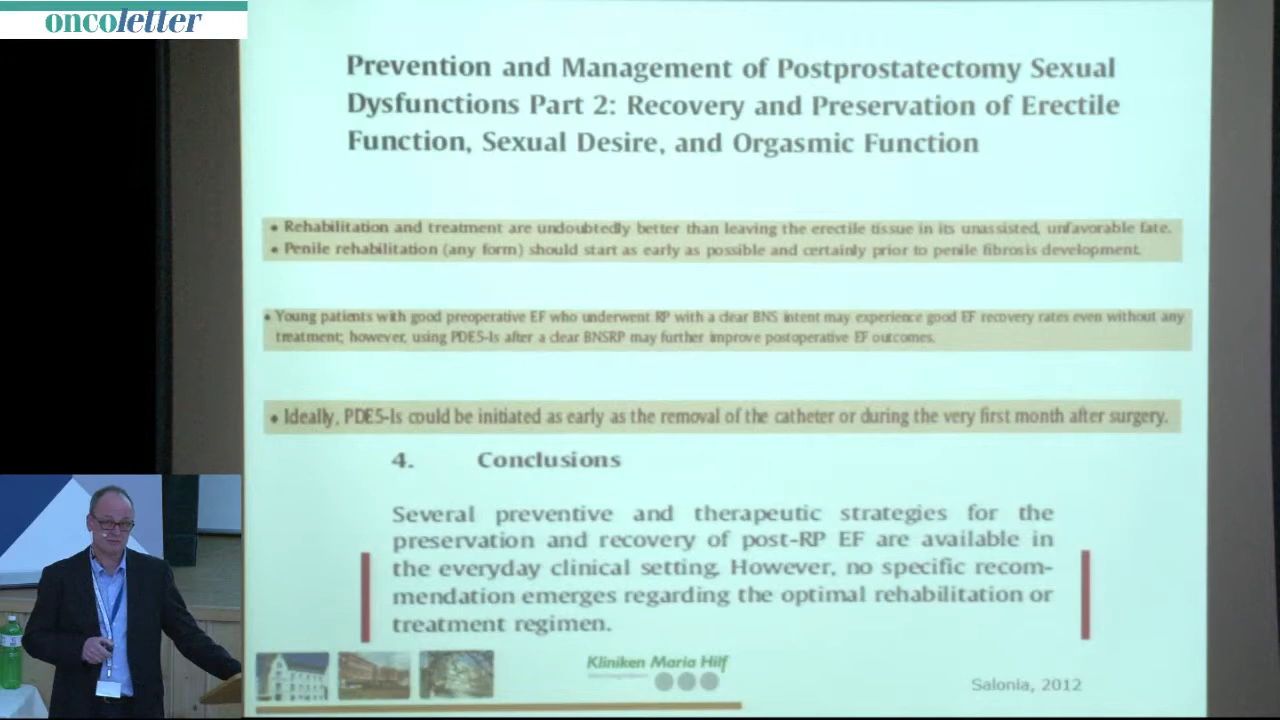 oncoletter
Prevention and Management of Postprostatectomy Sexual
Dysfunctions Part 2: Recovery and Preservation of Erectile
Function, Sexual Desire, and Orgasmic Function
• Rehabilitation and treatment are undoubtedly better than leaving the erectile tissue in its unassisted, unfavorable fate.
• Penile rehabilitation (any form) should start as early as possible and certainly prior to penile fibrosis development.
• Young patients with good preoperative EF who underwent RP with a clear BNS intent may experience good EF recovery rates even without any
treatment; however, using PDE5-Is after a clear BNSRP may further improve postoperative EF outcomes.
• Ideally, PDE5-Is could be initiated as early as the removal of the catheter or during the very first month after surgery.
4. Conclusions
Several preventive and therapeutic strategies for the
preservation and recovery of post-RP EF are available in
the everyday clinical setting. However, no specific recom-
mendation emerges regarding the optimal rehabilitation or
treatment regimen.
Kliniken Maria Hilf
Salonia, 2012